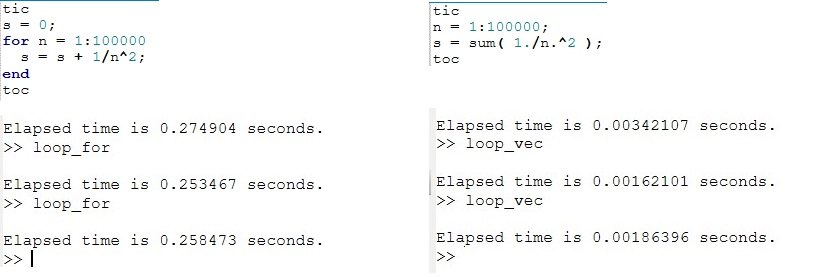 tic
s = 0;
for n = 1:100000
s = s + 1/n^2;
end
toc
Elapsed time is 0.274904 seconds.
>> loop_for
Elapsed time is 0.253467 seconds.
>> loop_for
Elapsed time is 0.258473 seconds.
>>
tic
n = 1:100000;
s = sum( 1./n.^2 );
toc
Elapsed time is 0.00342107 seconds.
>> loop_vec
Elapsed time is 0.00162101 seconds.
>> loop_vec
Elapsed time is 0.00186396 seconds.
>>